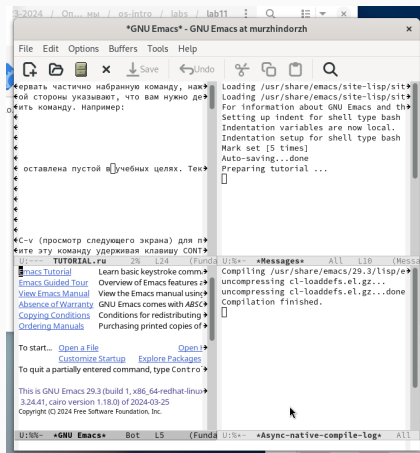 3-2024 / Оп... мы / os-intro / labs / lab11
*GNU Emacs* - GNU Emacs at murzhindorzh
File Edit Options Buffers Tools Help
Save Undo
ервать частично набранную команду, наж
ой стороны указывают, что вам нужно де
ить команду. Например:
оставлена пустой в учебных целях. Тек
C-v (просмотр следующего экрана) для п
ите эту команду удерживая клавишу CONT
U:--- TUTORIAL.ru 2% L24 (Funda
Loading /usr/share/emacs/site-lisp/sit
Loading /usr/share/emacs/site-lisp/sit
For information about GNU Emacs and th
Setting up indent for shell type bash
Indentation variables are now local.
Indentation setup for shell type bash
Mark set [5 times]
Auto-saving...done
Preparing tutorial ...
U:%*- *Messages* All L10 (Funda
Emacs Tutorial Learn basic keystroke comm
Emacs Guided Tour Overview of Emacs features a
View Emacs Manual View the Emacs manual using
Absence of Warranty GNU Emacs comes with ABSO
Copying Conditions Conditions for redistributing
Ordering Manuals Purchasing printed copies of
To start... Open a File Open
Customize Startup Explore Packages
To quit a partially entered command, type Contro
This is GNU Emacs 29.3 (build 1, x86_64-redhat-linu
3.24.41, cairo version 1.18.0) of 2024-03-25
Copyright (C) 2024 Free Software Foundation, Inc.
U:%%- *GNU Emacs* Bot L5 (Funda
Compiling /usr/share/emacs/29.3/lisp/e
uncompressing cl-loaddefs.el.gz...
uncompressing cl-loaddefs.el.gz...done
Compilation finished.
U:%*- *Async-native-compile-log* All